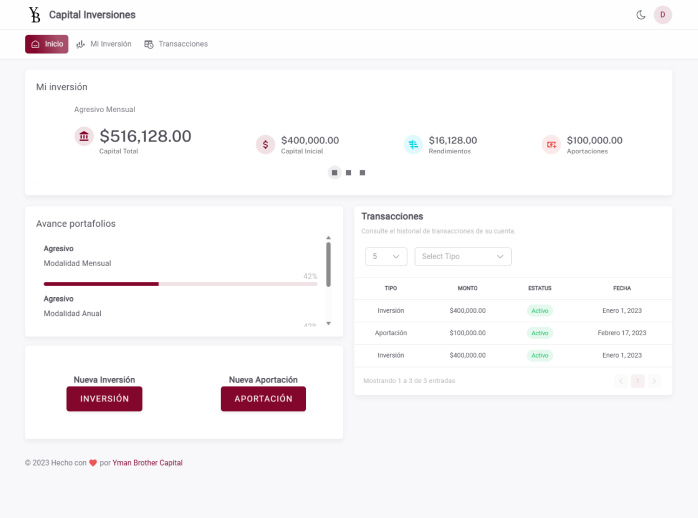 YB Capital Inversiones
D
Inicio Mi Inversión Transacciones
Mi inversión
Agresivo Mensual
$516,128.00
Capital Total
$400,000.00
Capital Inicial
$16,128.00
Rendimientos
$100,000.00
Aportaciones
Avance portafolios
Agresivo
Modalidad Mensual
42%
Agresivo
Modalidad Anual
Nueva Inversión
INVERSIÓN
Nueva Aportación
APORTACIÓN
Transacciones
Consulte el historial de transacciones de su cuenta.
5 Select Tipo
TIPO MONTO ESTATUS FECHA
Inversión $400,000.00 Activo Enero 1, 2023
Aportación $100,000.00 Activo Febrero 17, 2023
Inversión $400,000.00 Activo Enero 1, 2023
Mostrando 1 a 3 de 3 entradas
1
© 2023 Hecho con ❤️ por Yman Brother Capital